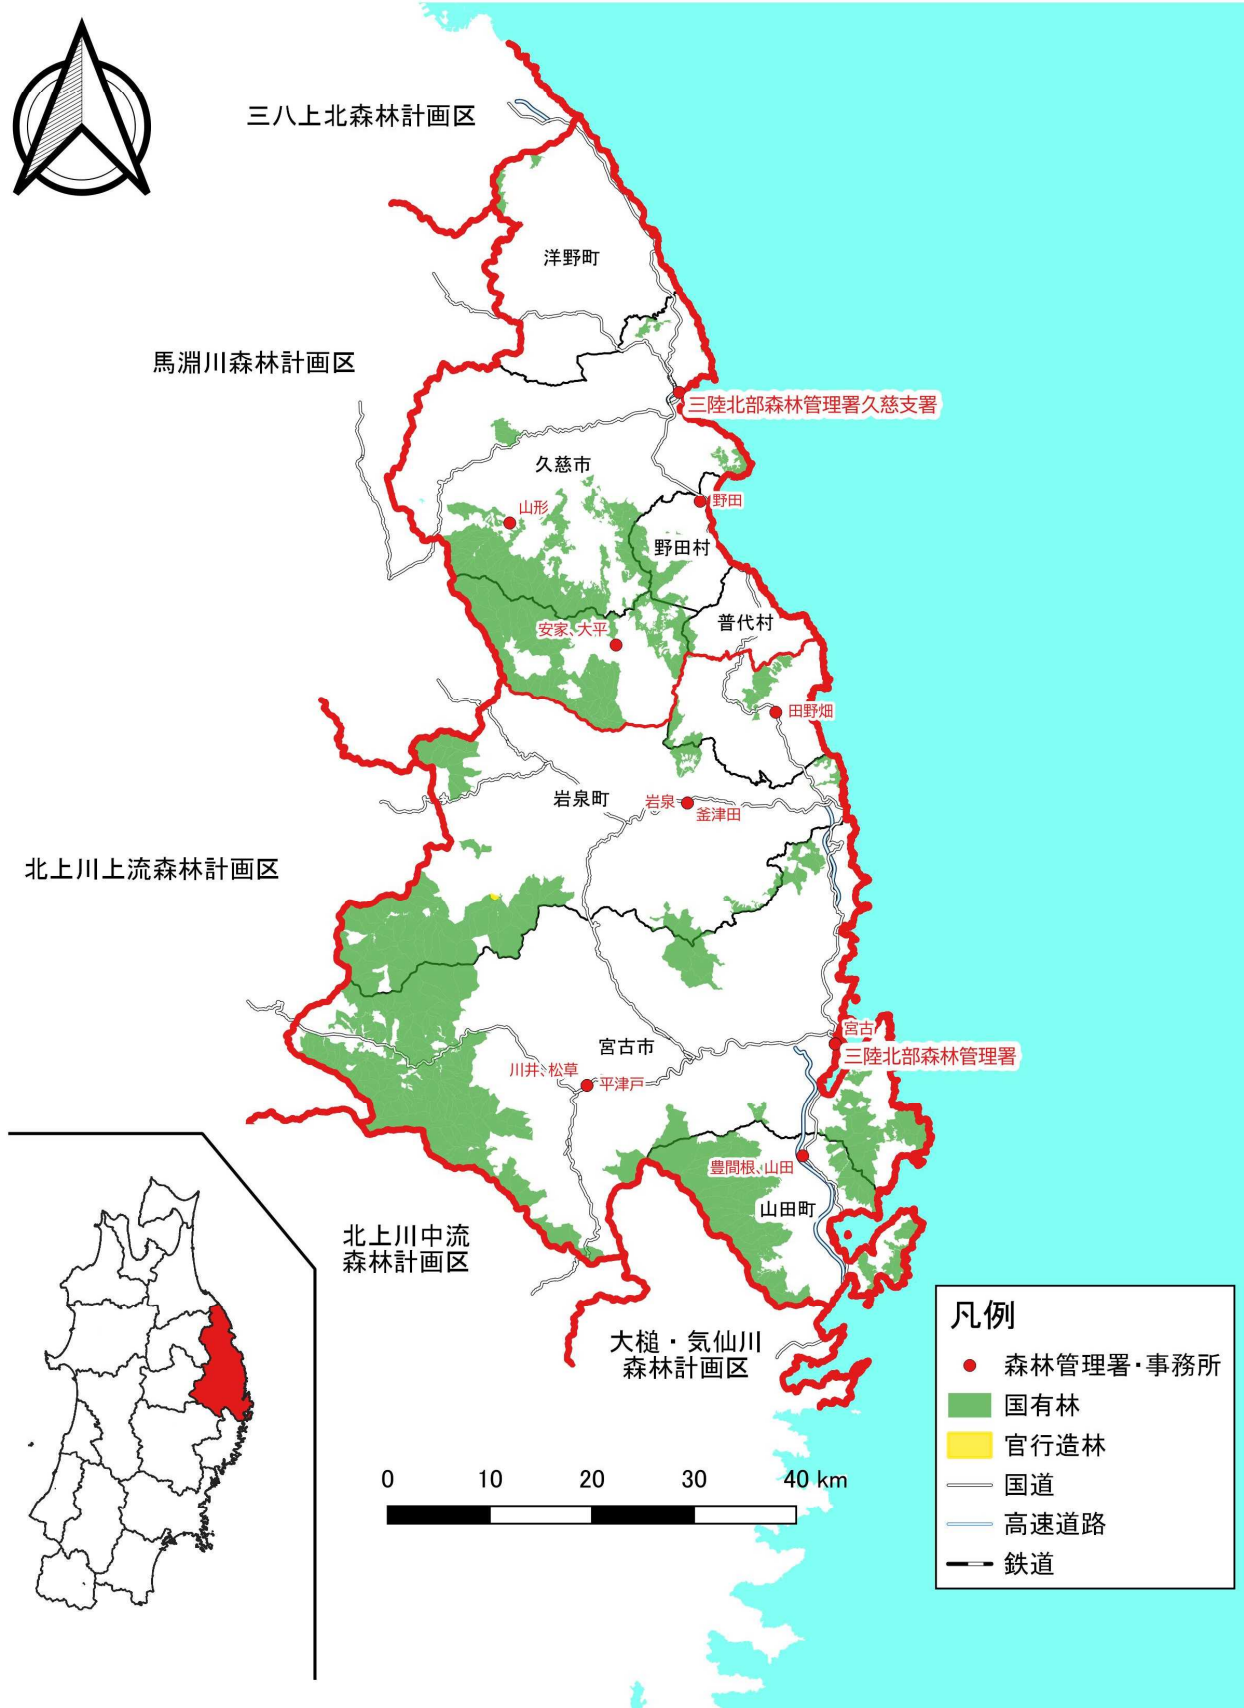 三八上北森林計画区
洋野町
馬淵川森林計画区
三陸北部森林管理署久慈支署
久慈市
山形
野田
野田村
普代村
安家、大平
田野畑
岩泉町
岩泉
釜津田
北上川上流森林計画区
宮古
三陸北部森林管理署
宮古市
川井、松草
平津戸
豊間根、山田
山田町
北上川中流
森林計画区
大槌・気仙川
森林計画区
凡例
森林管理署・事務所
国有林
官行造林
国道
高速道路
鉄道
0 10 20 30 40 km